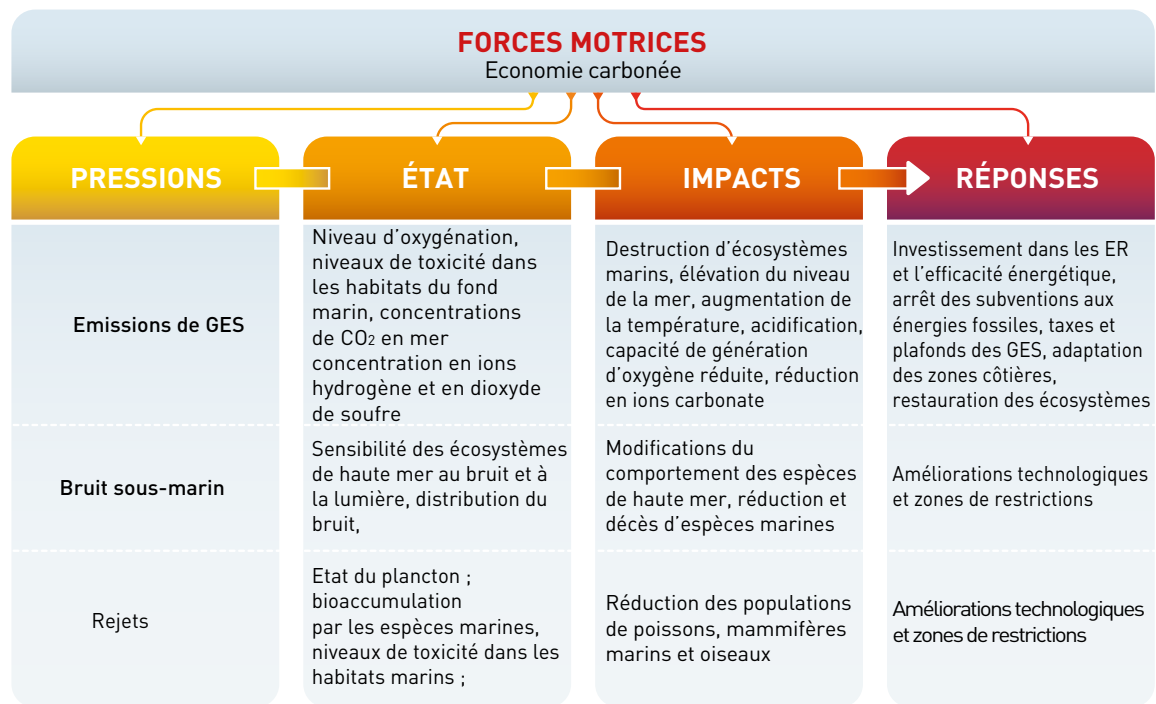 FORCES MOTRICES
Economie carbonée
PRESSIONS
ÉTAT
IMPACTS
RÉPONSES
Emissions de GES
Niveau d'oxygénation,
niveaux de toxicité dans
les habitats du fond
marin, concentrations
de CO2 en mer
concentration en ions
hydrogène et en dioxyde
de soufre
Destruction d'écosystèmes
marins, élévation du niveau
de la mer, augmentation de
la température, acidification,
capacité de génération
d'oxygène réduite, réduction
en ions carbonate
Investissement dans les ER
et l'efficacité énergétique,
arrêt des subventions aux
énergies fossiles, taxes et
plafonds des GES, adaptation
des zones côtières,
restauration des écosystèmes
Bruit sous-marin
Sensibilité des écosystèmes
de haute mer au bruit et à
la lumière, distribution du
bruit,
Modifications du
comportement des espèces
de haute mer, réduction et
décès d'espèces marines
Améliorations technologiques
et zones de restrictions
Rejets
Etat du plancton ;
bioaccumulation
par les espèces marines,
niveaux de toxicité dans les
habitats marins ;
Réduction des populations
de poissons, mammifères
marins et oiseaux
Améliorations technologiques
et zones de restrictions